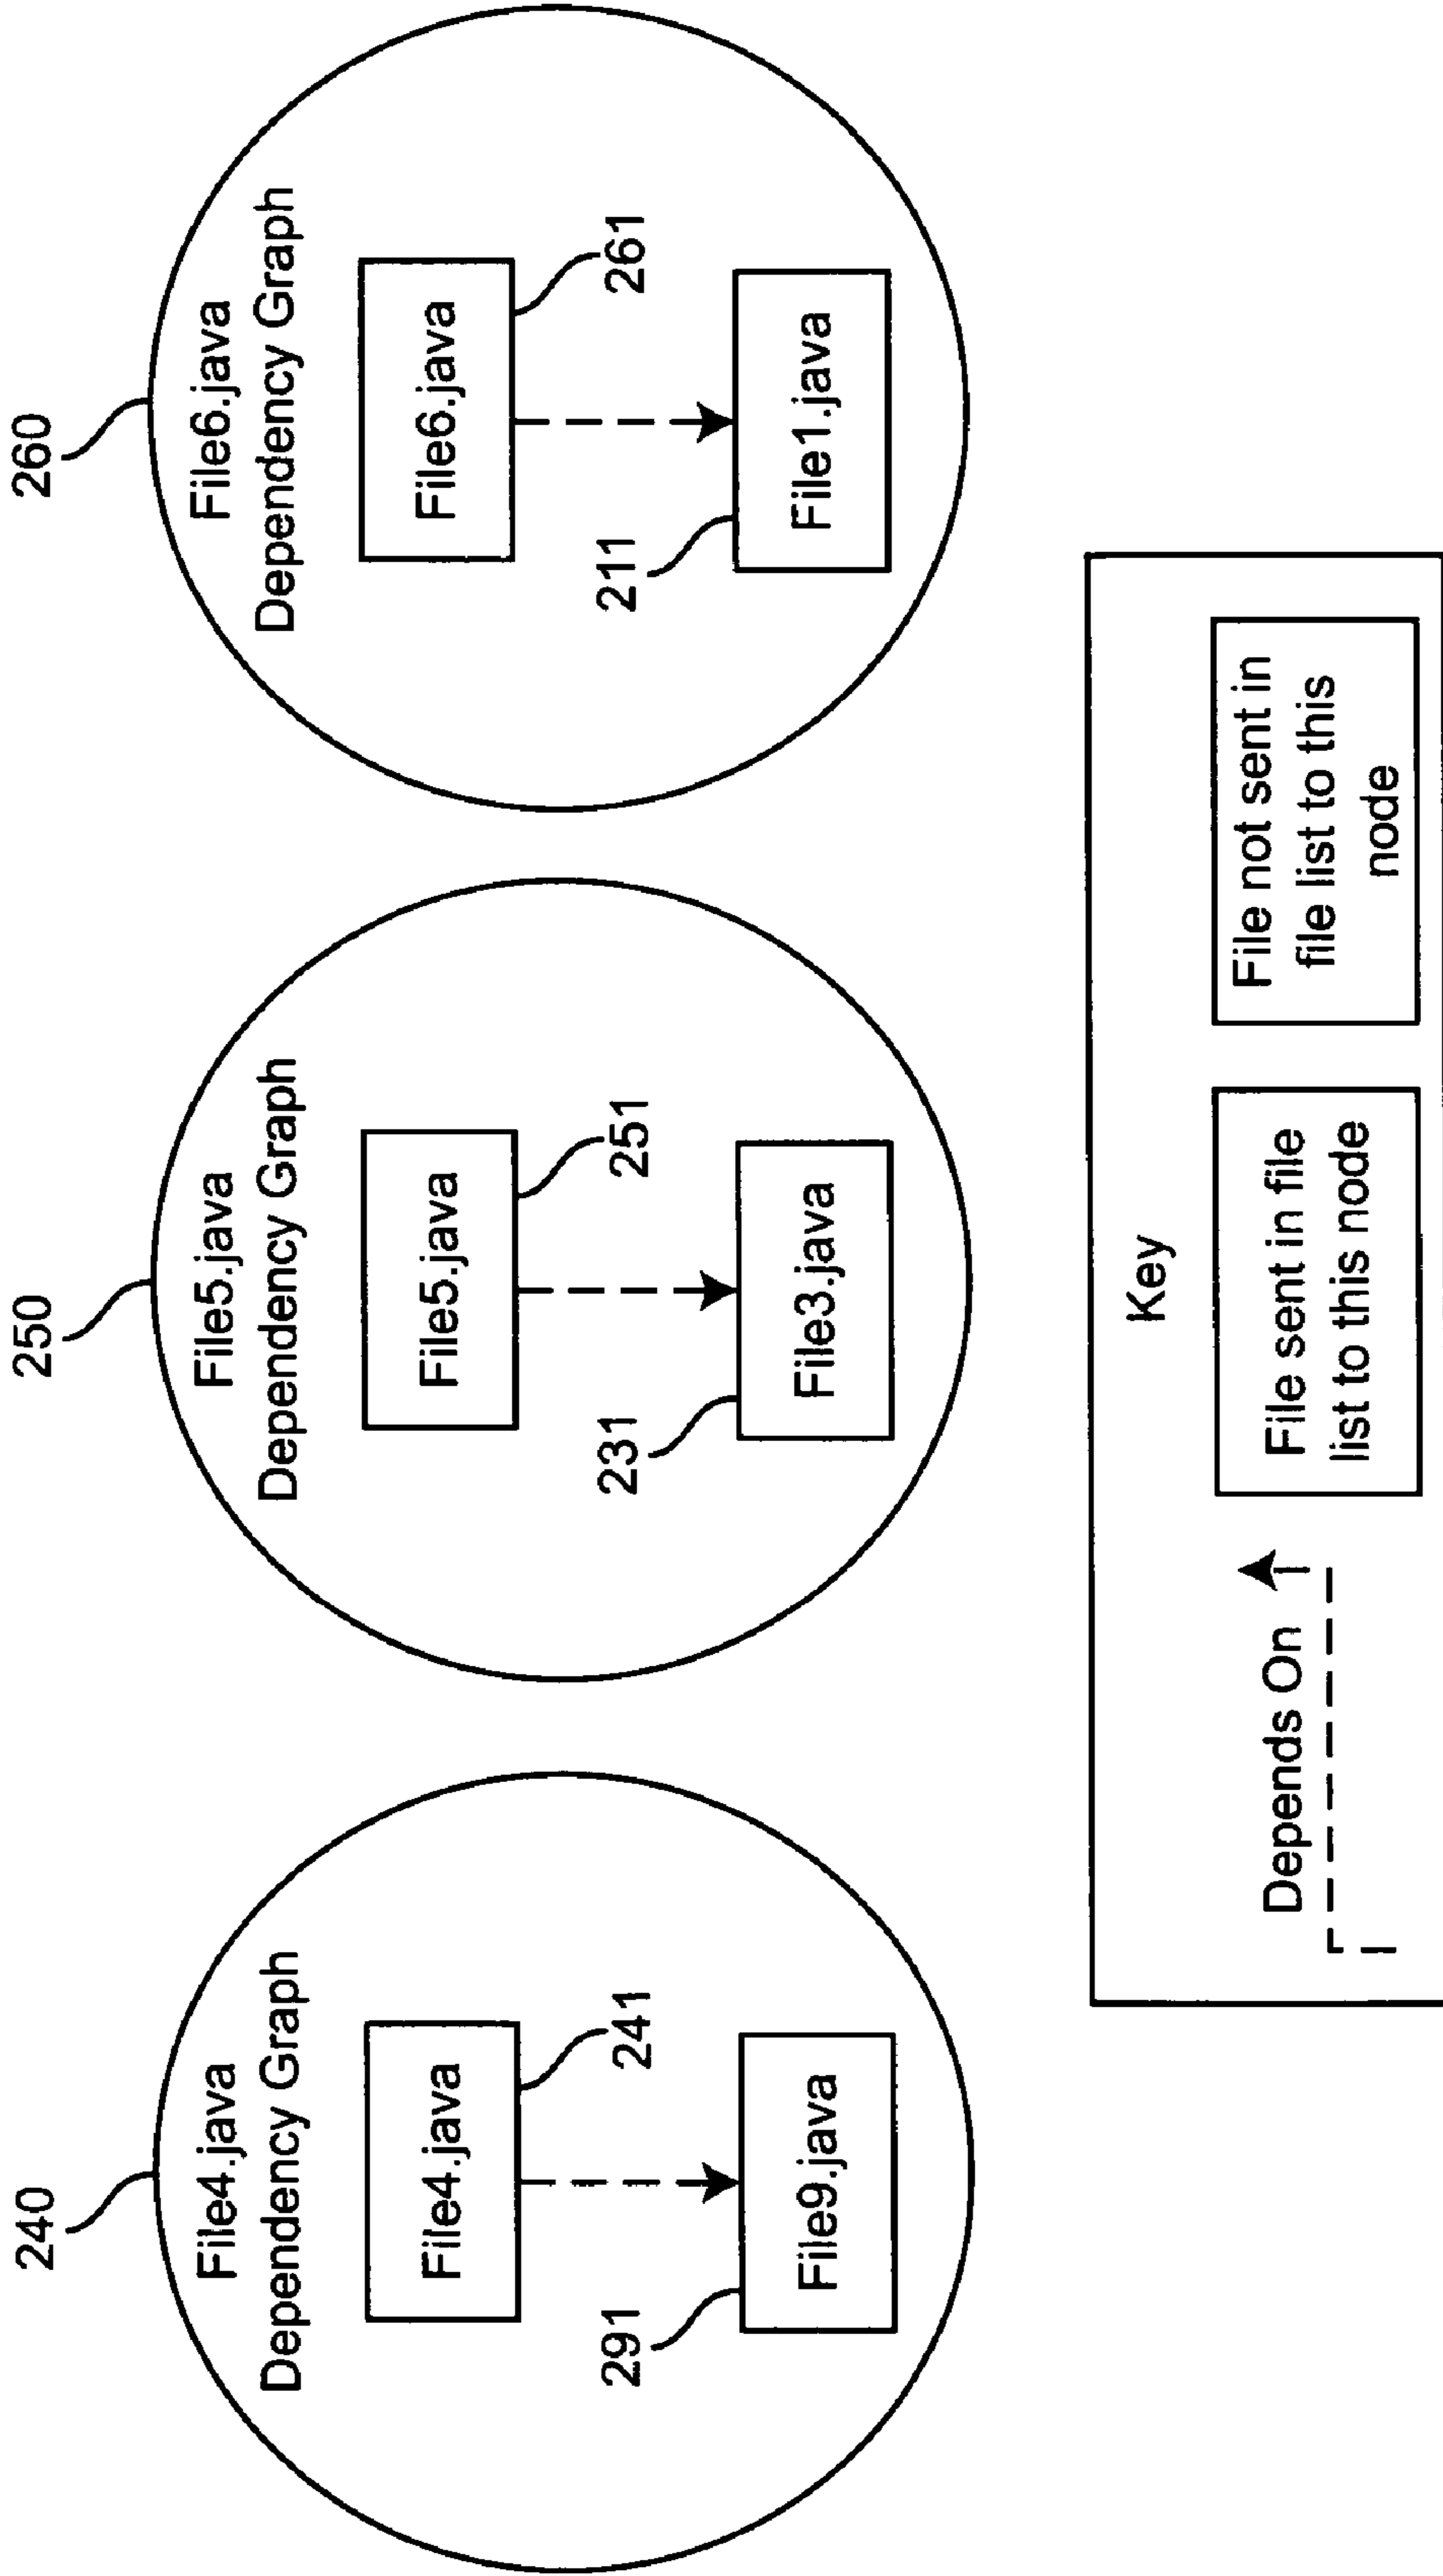 240
File4.java
Dependency Graph
File4.java
241
291
File9.java
250
File5.java
Dependency Graph
File5.java
251
231
File3.java
260
File6.java
Dependency Graph
File6.java
261
211
File1.java
Key
Depends On
File sent in file
list to this node
File not sent in
file list to this
node